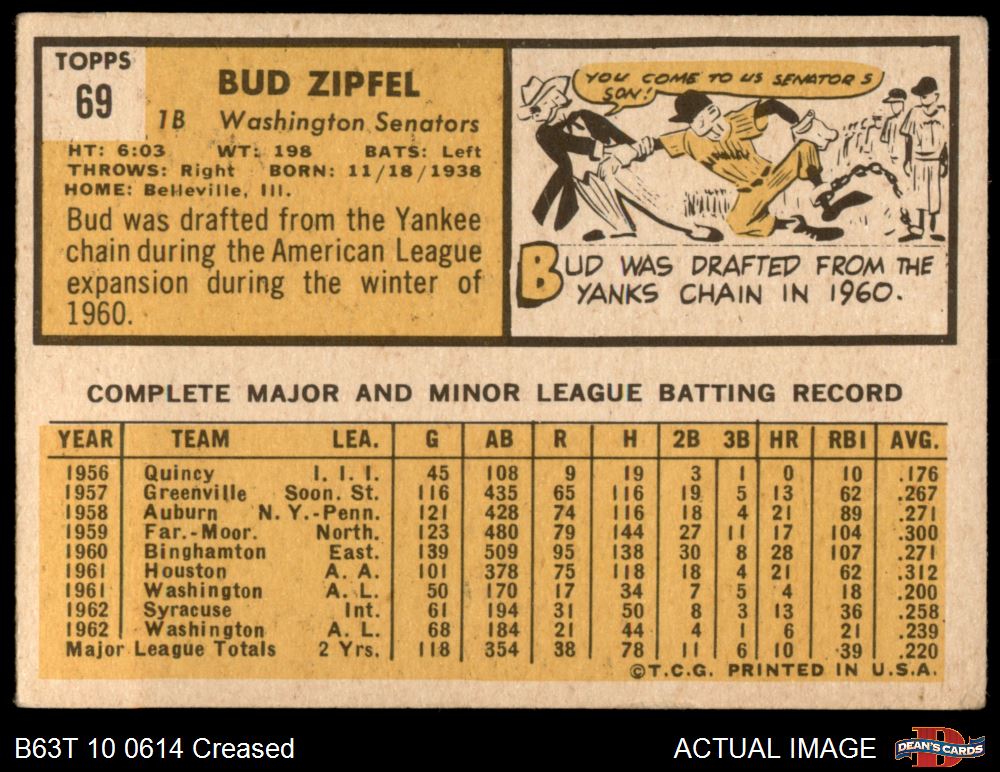 TOPPS
69
BUD ZIPFEL
1B Washington Senators
HT: 6:03 WT: 198 BATS: Left
THROWS: Right BORN: 11/18/1938
HOME: Belleville, Ill.
Bud was drafted from the Yankee
chain during the American League
expansion during the winter of
1960.
YOU COME TO US SENATORS
SON!
BUD WAS DRAFTED FROM THE
YANKS CHAIN IN 1960.
COMPLETE MAJOR AND MINOR LEAGUE BATTING RECORD
YEAR TEAM LEA. G AB R H 2B 3B HR RBI AVG.
1956 Quincy I. I. I. 45 108 9 19 3 1 0 10 .176
1957 Greenville Soon. St. 116 435 65 116 19 5 13 62 .267
1958 Auburn N. Y.-Penn. 121 428 74 116 18 4 21 89 .271
1959 Far.-Moor. North. 123 480 79 144 27 11 17 104 .300
1960 Binghamton East. 139 509 95 138 30 8 28 107 .271
1961 Houston A. A. 101 378 75 118 18 4 21 62 .312
1961 Washington A. L. 50 170 17 34 7 5 4 18 .200
1962 Syracuse Int. 61 194 31 50 8 3 13 36 .258
1962 Washington A. L. 68 184 21 44 4 1 6 21 .239
Major League Totals 2 Yrs. 118 354 38 78 11 6 10 39 .220
©T.C.G. PRINTED IN U.S.A.
B63T 10 0614 Creased
ACTUAL IMAGE
DEAN'S CARDS